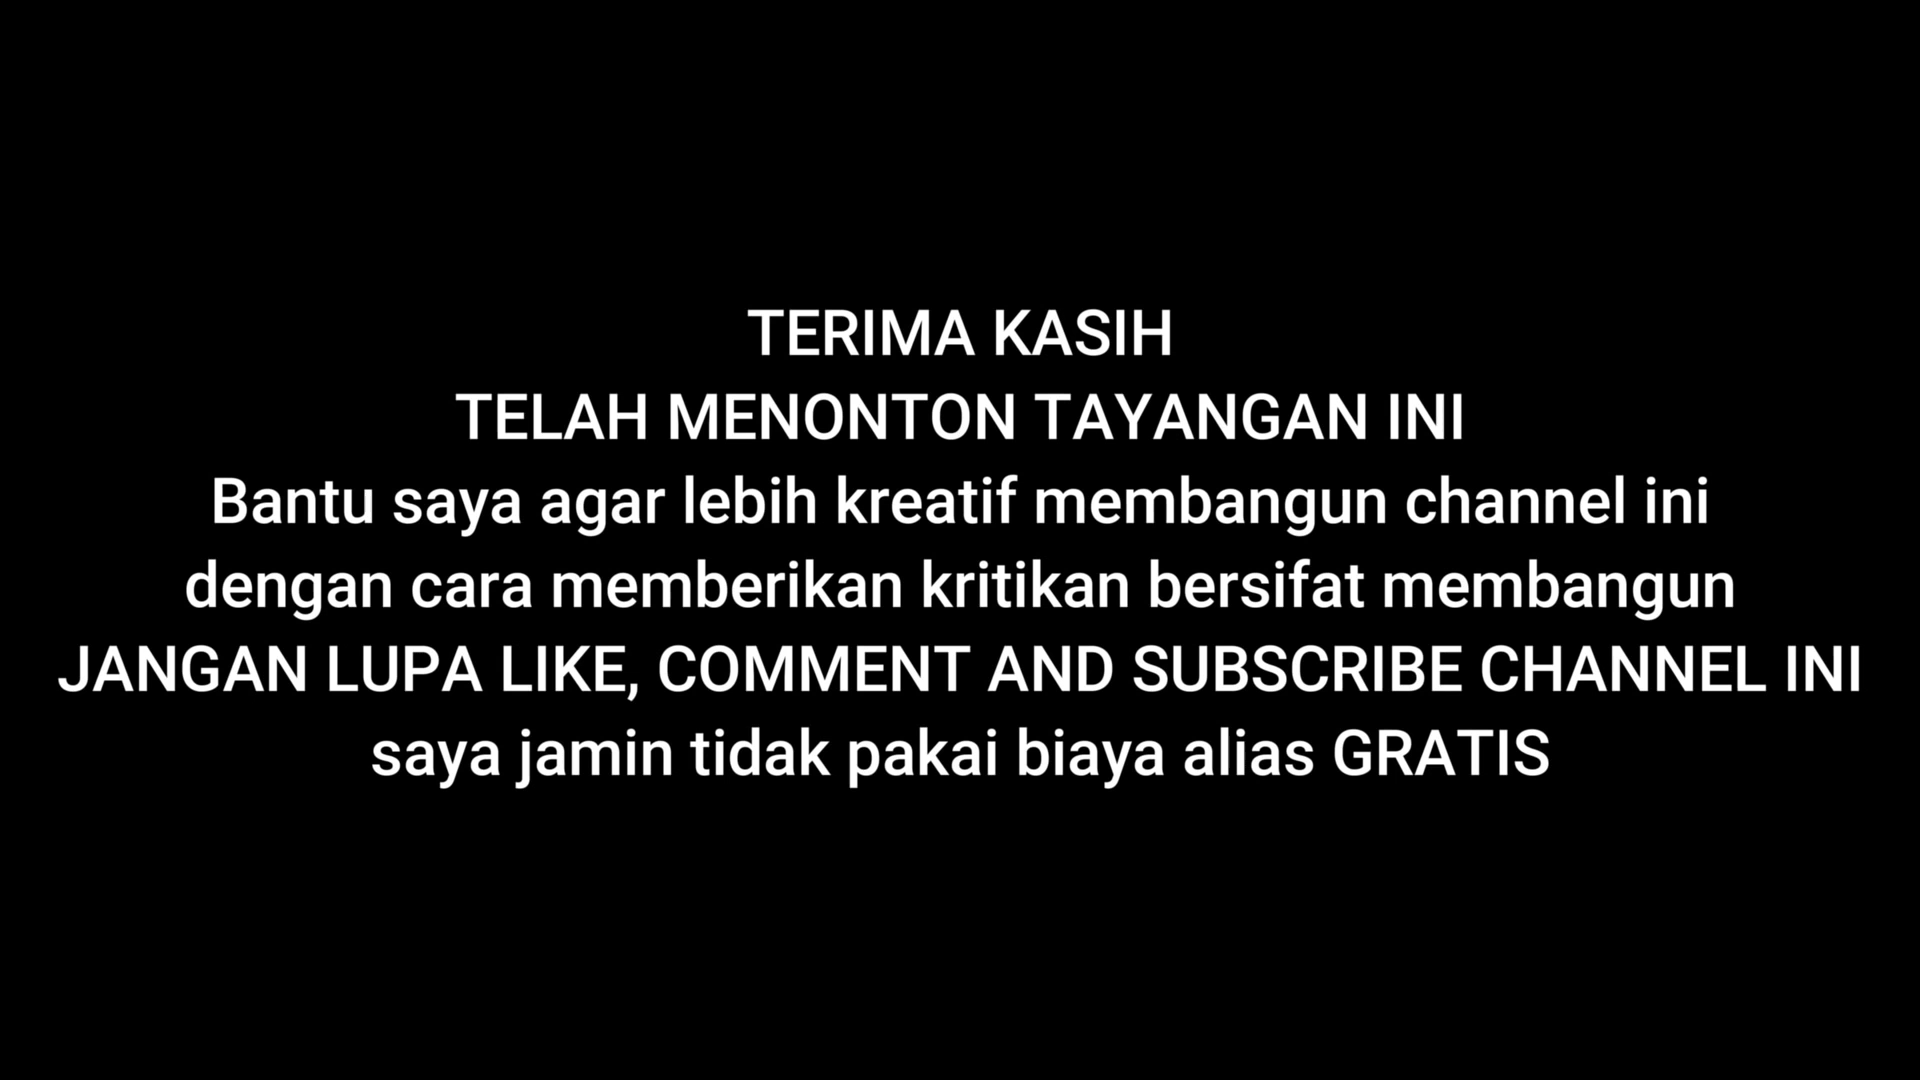 TERIMA KASIH
TELAH MENONTON TAYANGAN INI
Bantu saya agar lebih kreatif membangun channel ini
dengan cara memberikan kritikan bersifat membangun
JANGAN LUPA LIKE, COMMENT AND SUBSCRIBE CHANNEL INI
saya jamin tidak pakai biaya alias GRATIS